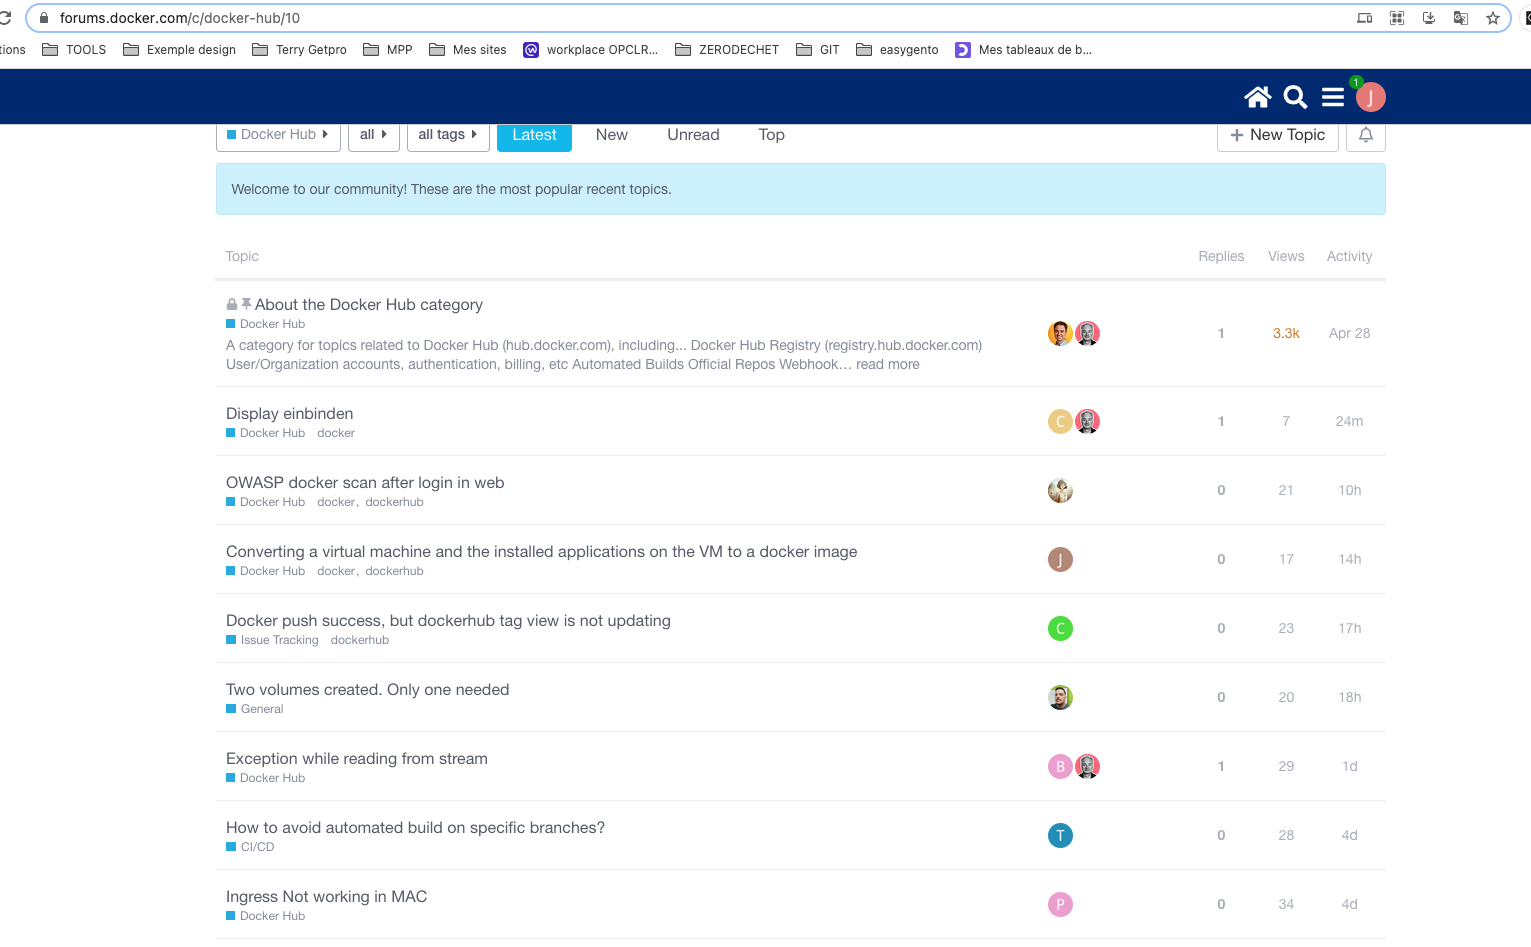 forums.docker.com/c/docker-hub/10
tions TOOLS Exemple design Terry Getpro MPP Mes sites workplace OPCLR... ZERODECHET GIT easygento Mes tableaux de b...
1
J
Docker Hub all all tags Latest New Unread Top + New Topic
Welcome to our community! These are the most popular recent topics.
Topic Replies Views Activity
About the Docker Hub category
Docker Hub
A category for topics related to Docker Hub (hub.docker.com), including... Docker Hub Registry (registry.hub.docker.com)
User/Organization accounts, authentication, billing, etc Automated Builds Official Repos Webhook… read more
1 3.3k Apr 28
Display einbinden
Docker Hub docker
C 1 7 24m
OWASP docker scan after login in web
Docker Hub docker, dockerhub
0 21 10h
Converting a virtual machine and the installed applications on the VM to a docker image
Docker Hub docker, dockerhub
J 0 17 14h
Docker push success, but dockerhub tag view is not updating
Issue Tracking dockerhub
C 0 23 17h
Two volumes created. Only one needed
General
0 20 18h
Exception while reading from stream
Docker Hub
B 1 29 1d
How to avoid automated build on specific branches?
CI/CD
T 0 28 4d
Ingress Not working in MAC
Docker Hub
P 0 34 4d